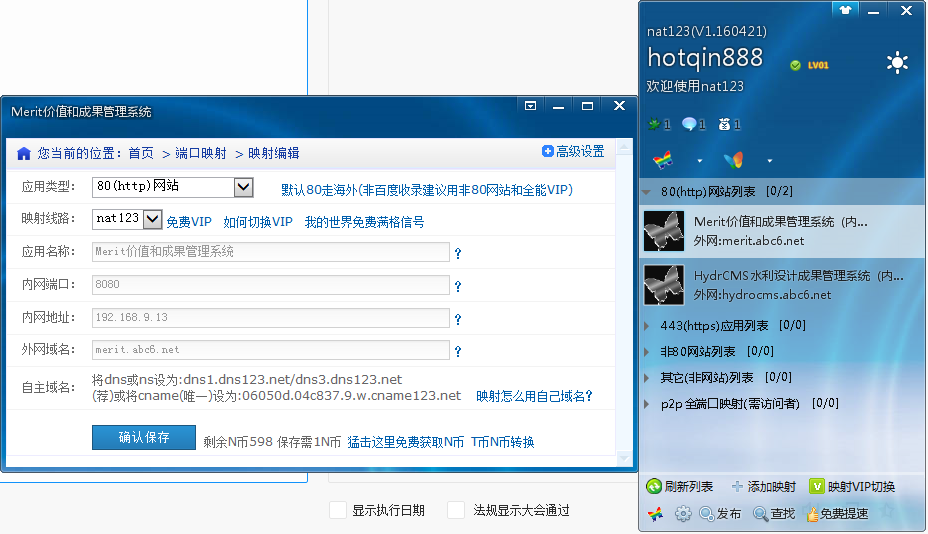 Merit价值和成果管理系统
您当前的位置: 首页 > 端口映射 > 映射编辑
高级设置
应用类型: 80(http)网站 默认80走海外(非百度收录建议用非80网站和全能VIP)
映射线路: nat123 免费VIP 如何切换VIP 我的世界免费满格信号
应用名称: Merit价值和成果管理系统 ?
内网端口: 8080 ?
内网地址: 192.168.9.13 ?
外网域名: merit.abc6.net ?
自主域名: 将dns或ns设为:dns1.dns123.net/dns3.dns123.net
(荐)或将cname(唯一)设为:06050d.04c837.9.w.cname123.net 映射怎么用自己域名?
确认保存 剩余N币598 保存需1N币 猛击这里免费获取N币 T币N币转换
显示执行日期 法规显示大会通过
nat123(V1.160421)
hotqin888 LV01
欢迎使用nat123
1 1 1
80(http)网站列表 [0/2]
Merit价值和成果管理系统 (内...
外网:merit.abc6.net
HydrCMS水利设计成果管理系统 (内...
外网:hydrocms.abc6.net
443(https)应用列表 [0/0]
非80网站列表 [0/0]
其它(非网站)列表 [0/0]
p2p全端口映射(需访问者) [0/0]
刷新列表 添加映射 V 映射VIP切换
发布 查找 免费提速